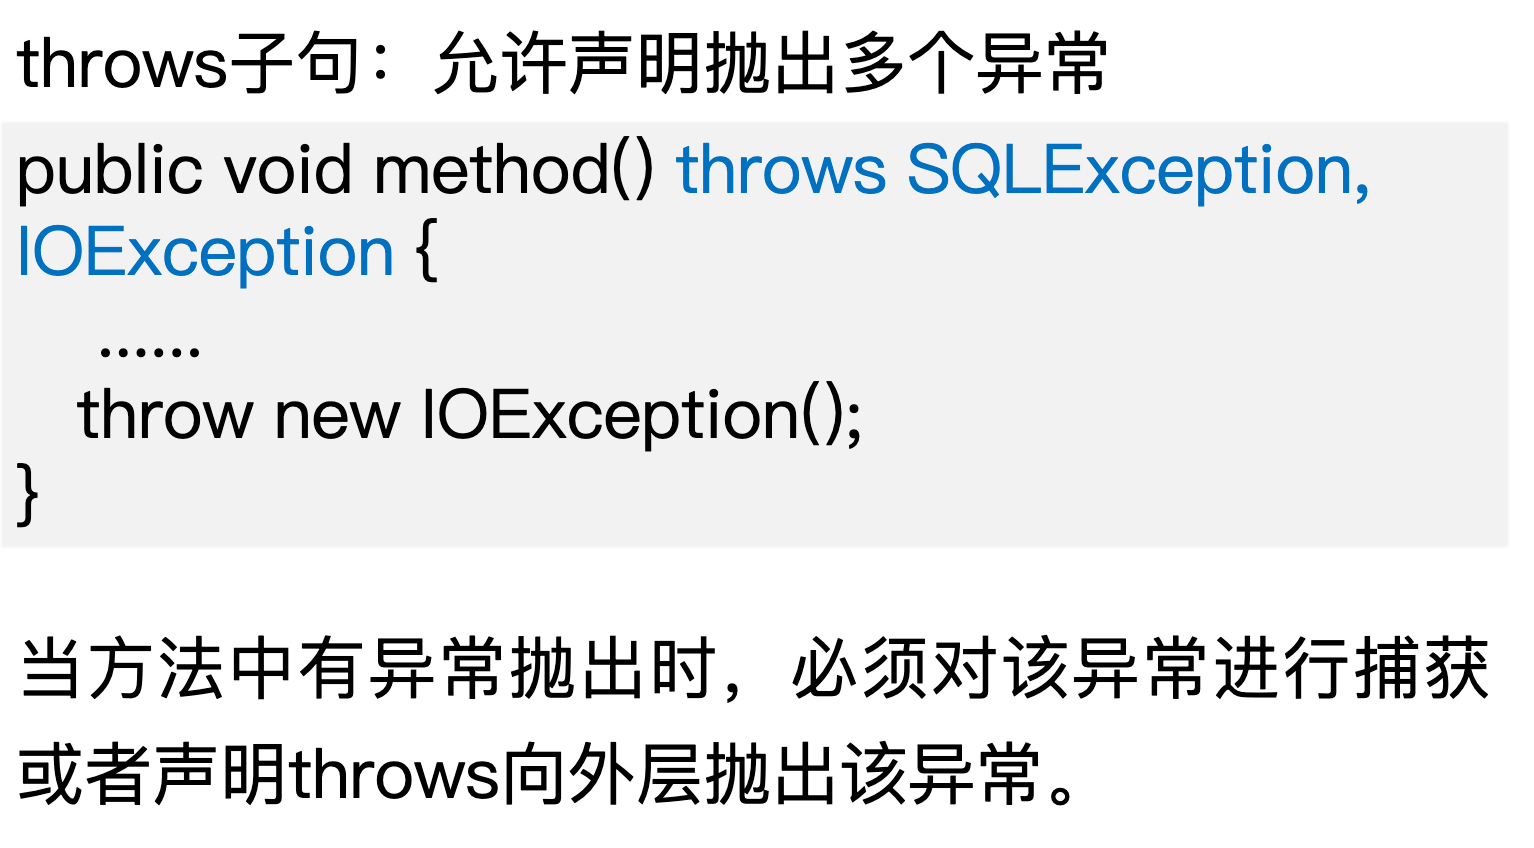 throws子句：允许声明抛出多个异常
public void method() throws SQLException,
IOException {
......
throw new IOException();
}
当方法中有异常抛出时，必须对该异常进行捕获
或者声明throws向外层抛出该异常。